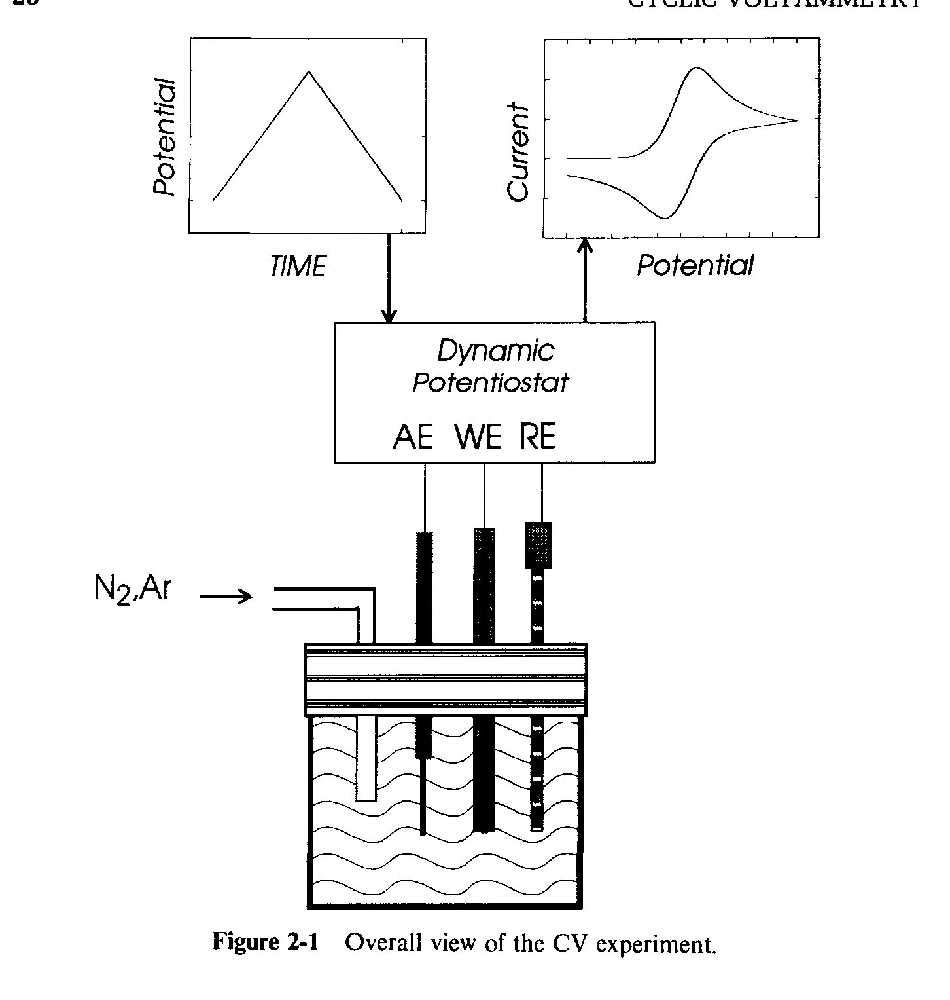 Potential
TIME
Current
Potential
Dynamic
Potentiostat
AE WE RE
N2,Ar
Figure 2-1 Overall view of the CV experiment.